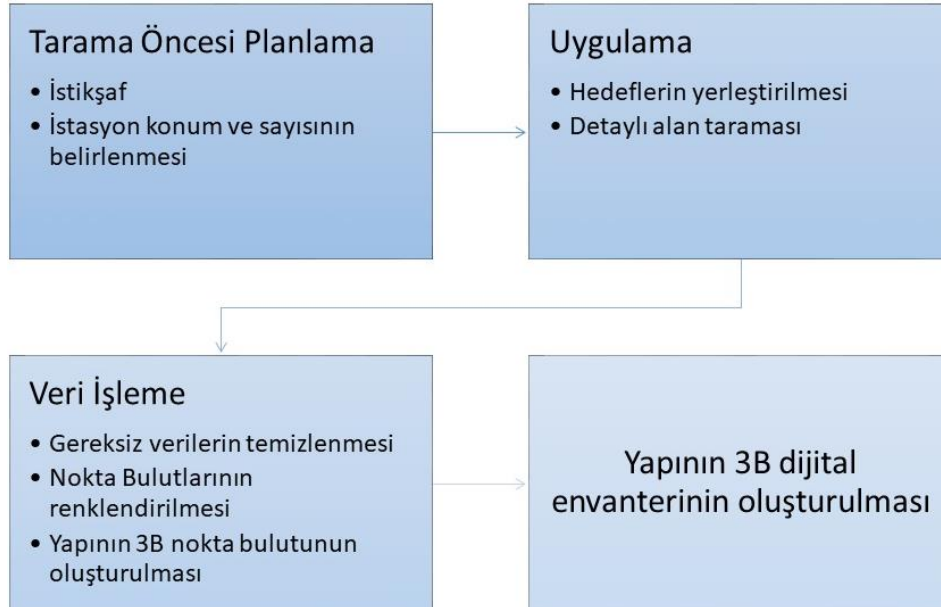 Tarama Öncesi Planlama
• İstikşaf
• İstasyon konum ve sayısının
belirlenmesi
Uygulama
• Hedeflerin yerleştirilmesi
• Detaylı alan taraması
Veri İşleme
• Gereksiz verilerin temizlenmesi
• Nokta Bulutlarının
renklendirilmesi
• Yapının 3B nokta bulutunun
oluşturulması
Yapının 3B dijital
envanterinin oluşturulması